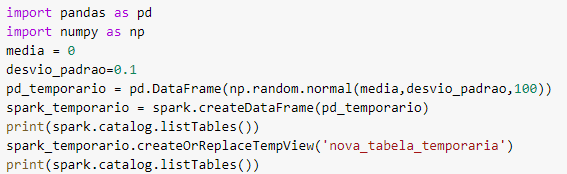 import pandas as pd
import numpy as np
media = 0
desvio_padrao=0.1
pd_temporario = pd.DataFrame(np.random.normal(media,desvio_padrao,100))
spark_temporario = spark.createDataFrame(pd_temporario)
print(spark.catalog.listTables())
spark_temporario.createOrReplaceTempView('nova_tabela_temporaria')
print(spark.catalog.listTables())